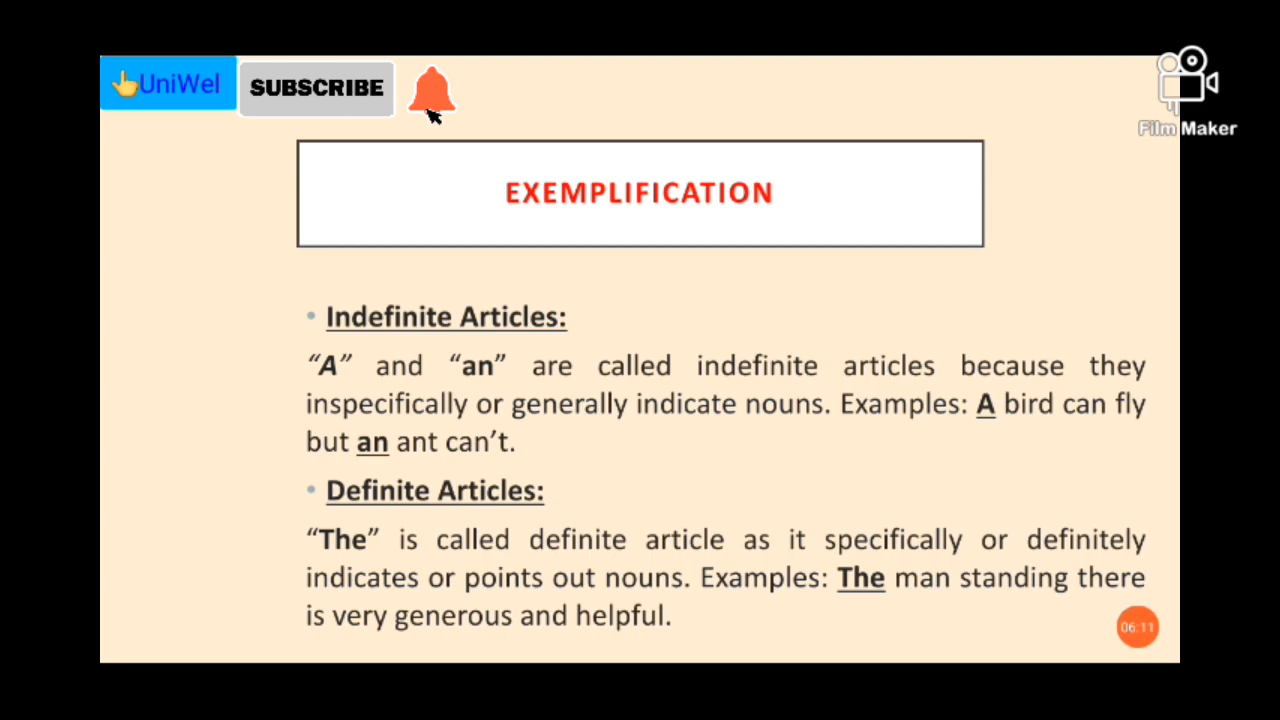 👆UniWel
SUBSCRIBE
Film Maker
EXEMPLIFICATION
• Indefinite Articles:
“A” and “an” are called indefinite articles because they
inspecifically or generally indicate nouns. Examples: A bird can fly
but an ant can’t.
• Definite Articles:
“The” is called definite article as it specifically or definitely
indicates or points out nouns. Examples: The man standing there
is very generous and helpful.
06:11